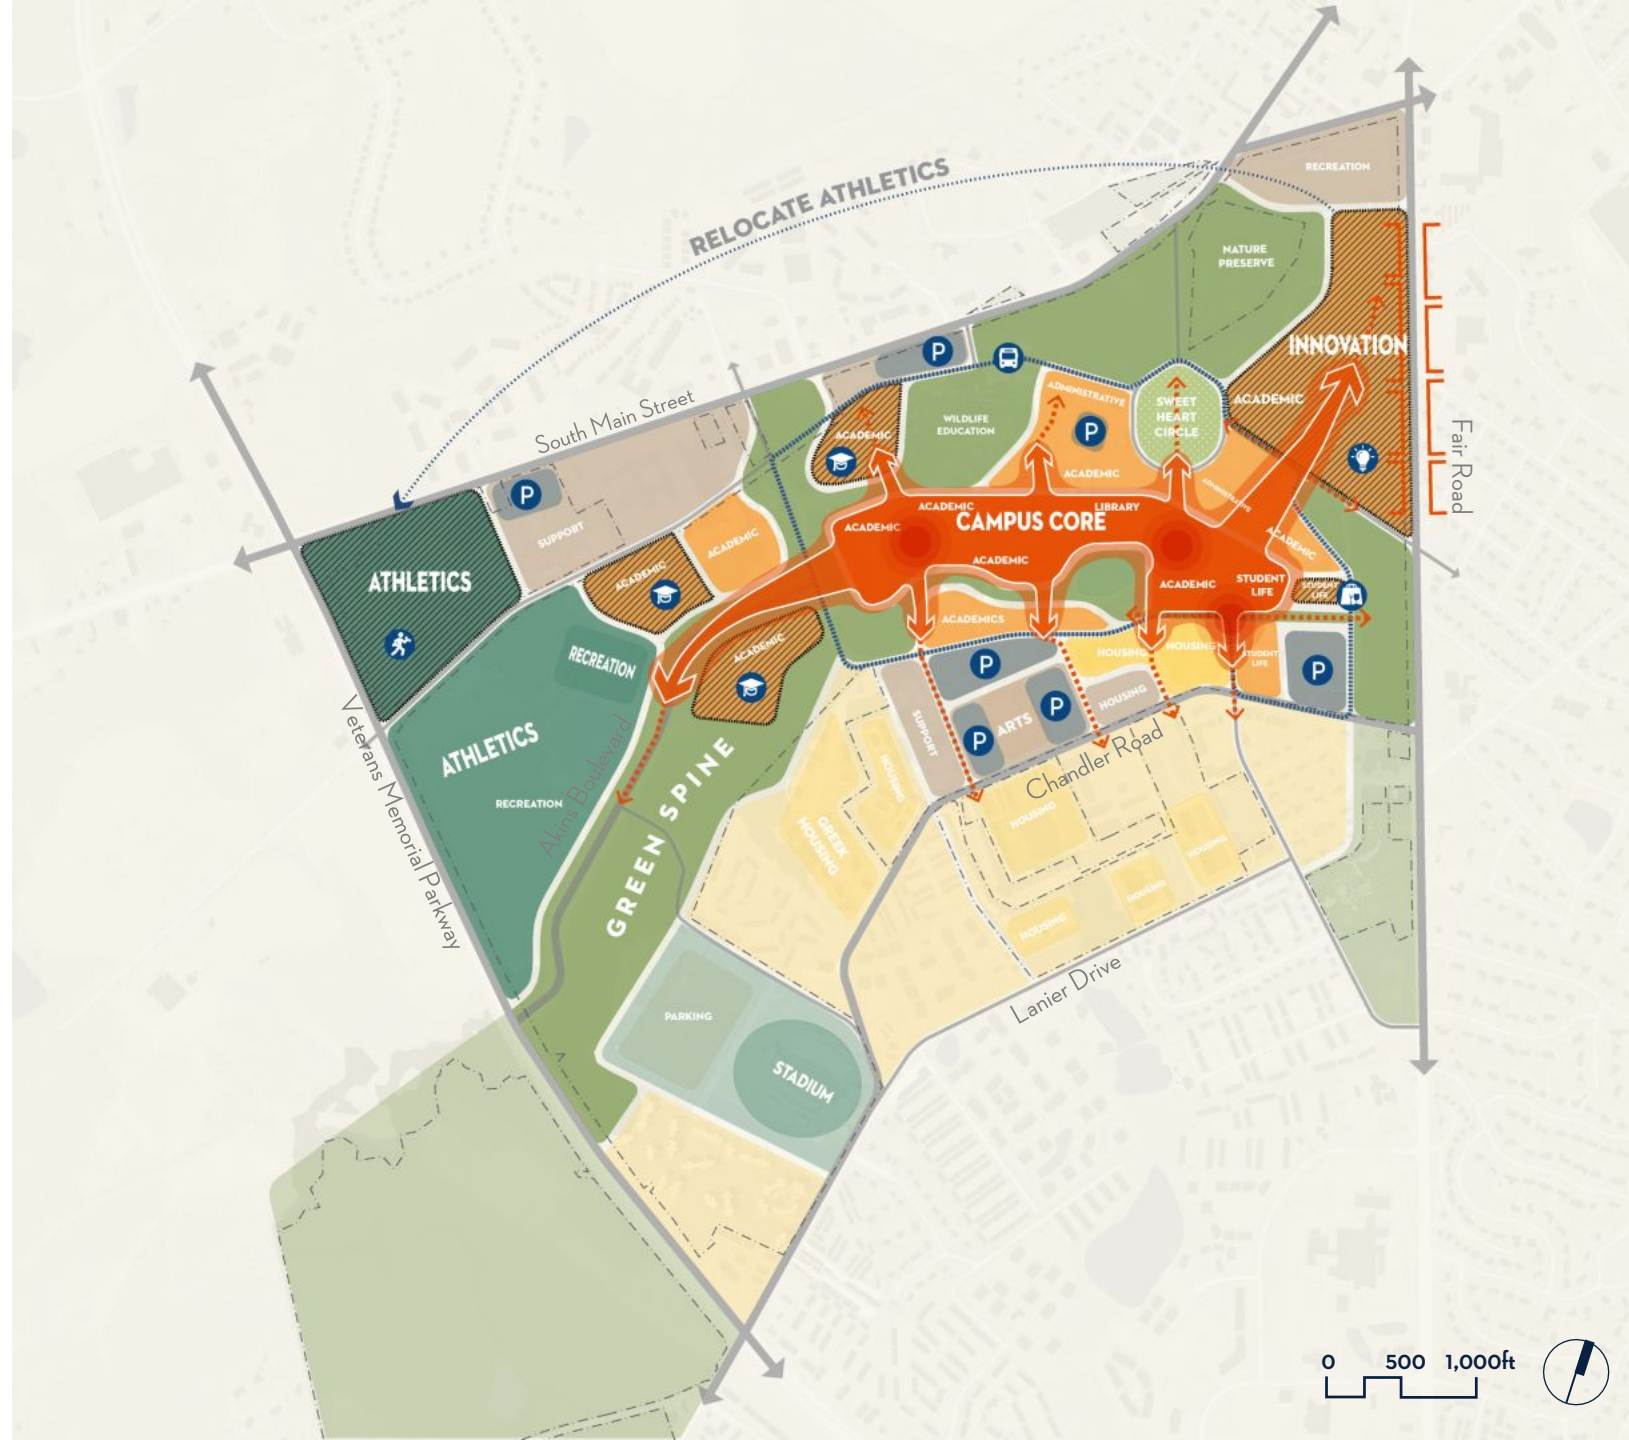 RECREATION
RELOCATE ATHLETICS
NATURE
PRESERVE
INNOVATION
P
ADMINISTRATIVE
SWEET
HEART
CIRCLE
ACADEMIC
South Main Street
WILDLIFE
EDUCATION
P
ACADEMIC
Fair Road
ACADEMIC
P
ADMINISTRATIVE
ACADEMIC
LIBRARY
CAMPUS CORE
ACADEMIC
SUPPORT
ACADEMIC
ACADEMIC
ACADEMIC
ATHLETICS
ACADEMIC
ACADEMIC
STUDENT
LIFE
STUDENT
LIFE
ACADEMICS
ACADEMIC
RECREATION
HOUSING
HOUSING
STUDENT
LIFE
P
P
HOUSING
P
ARTS
P
SUPPORT
Veterans Memorial Parkway
ATHLETICS
Akins Boulevard
RECREATION
GREEN SPINE
HOUSING
Chandler Road
HOUSING
GREEK
HOUSING
HOUSING
HOUSING
HOUSING
Lanier Drive
PARKING
STADIUM
0 500 1,000ft